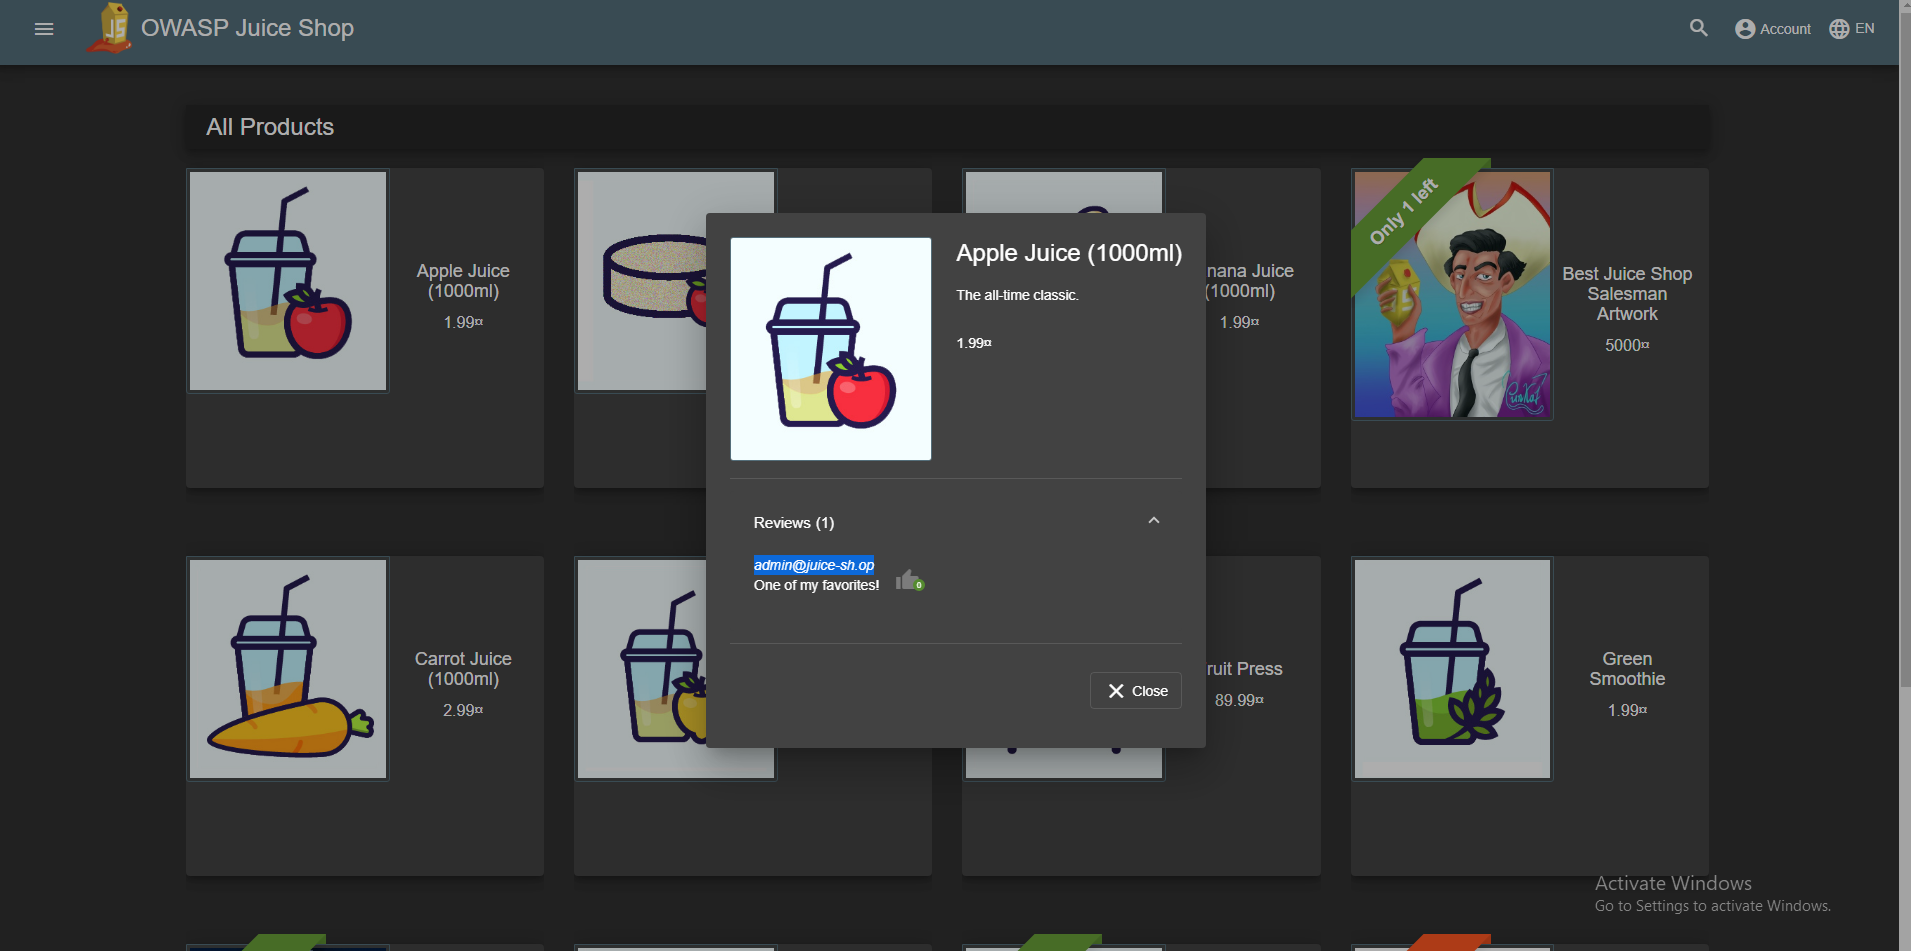 OWASP Juice Shop
Account
EN
All Products
Apple Juice
(1000ml)
1.99¤
nana Juice
(1000ml)
1.99¤
Only 1 left
Best Juice Shop
Salesman
Artwork
5000¤
Apple Juice (1000ml)
The all-time classic.
1.99¤
Reviews (1)
admin@juice-sh.op
One of my favorites!
0
Close
Carrot Juice
(1000ml)
2.99¤
ruit Press
89.99¤
Green
Smoothie
1.99¤
Activate Windows
Go to Settings to activate Windows.